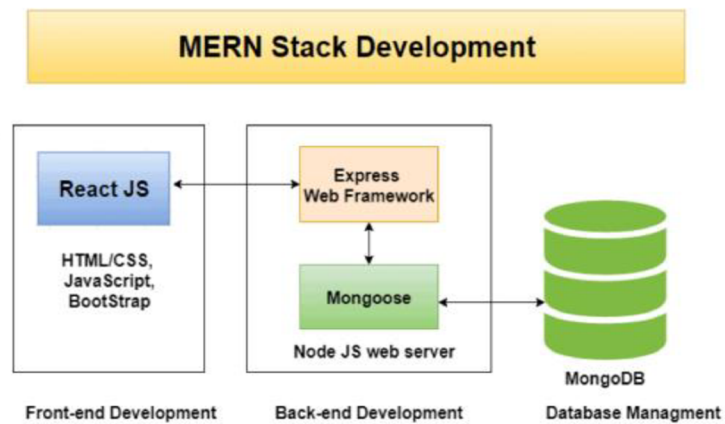 MERN Stack Development
React JS
HTML/CSS,
JavaScript,
BootStrap
Express
Web Framework
Mongoose
Node JS web server
MongoDB
Front-end Development
Back-end Development
Database Managment